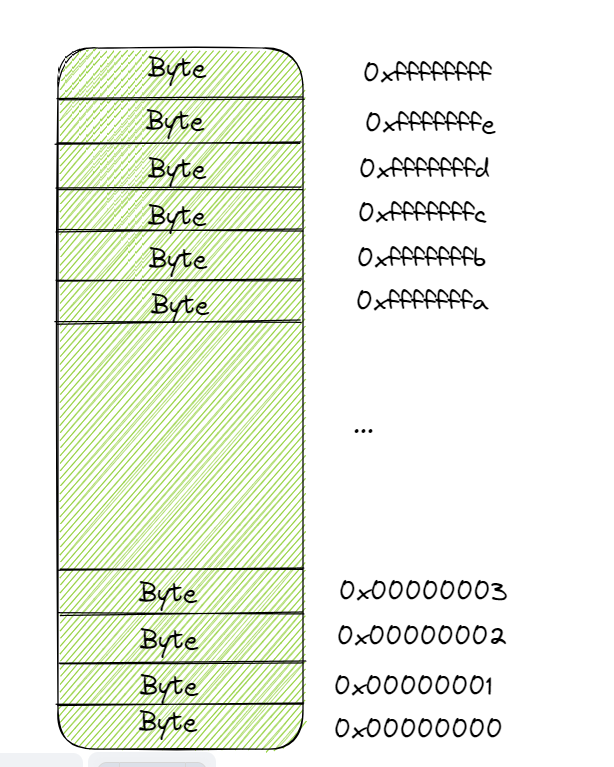 Byte 0xffffffff
Byte 0xfffffffe
Byte 0xfffffffd
Byte 0xfffffffc
Byte 0xfffffffb
Byte 0xfffffffa
...
Byte 0x00000003
Byte 0x00000002
Byte 0x00000001
Byte 0x00000000